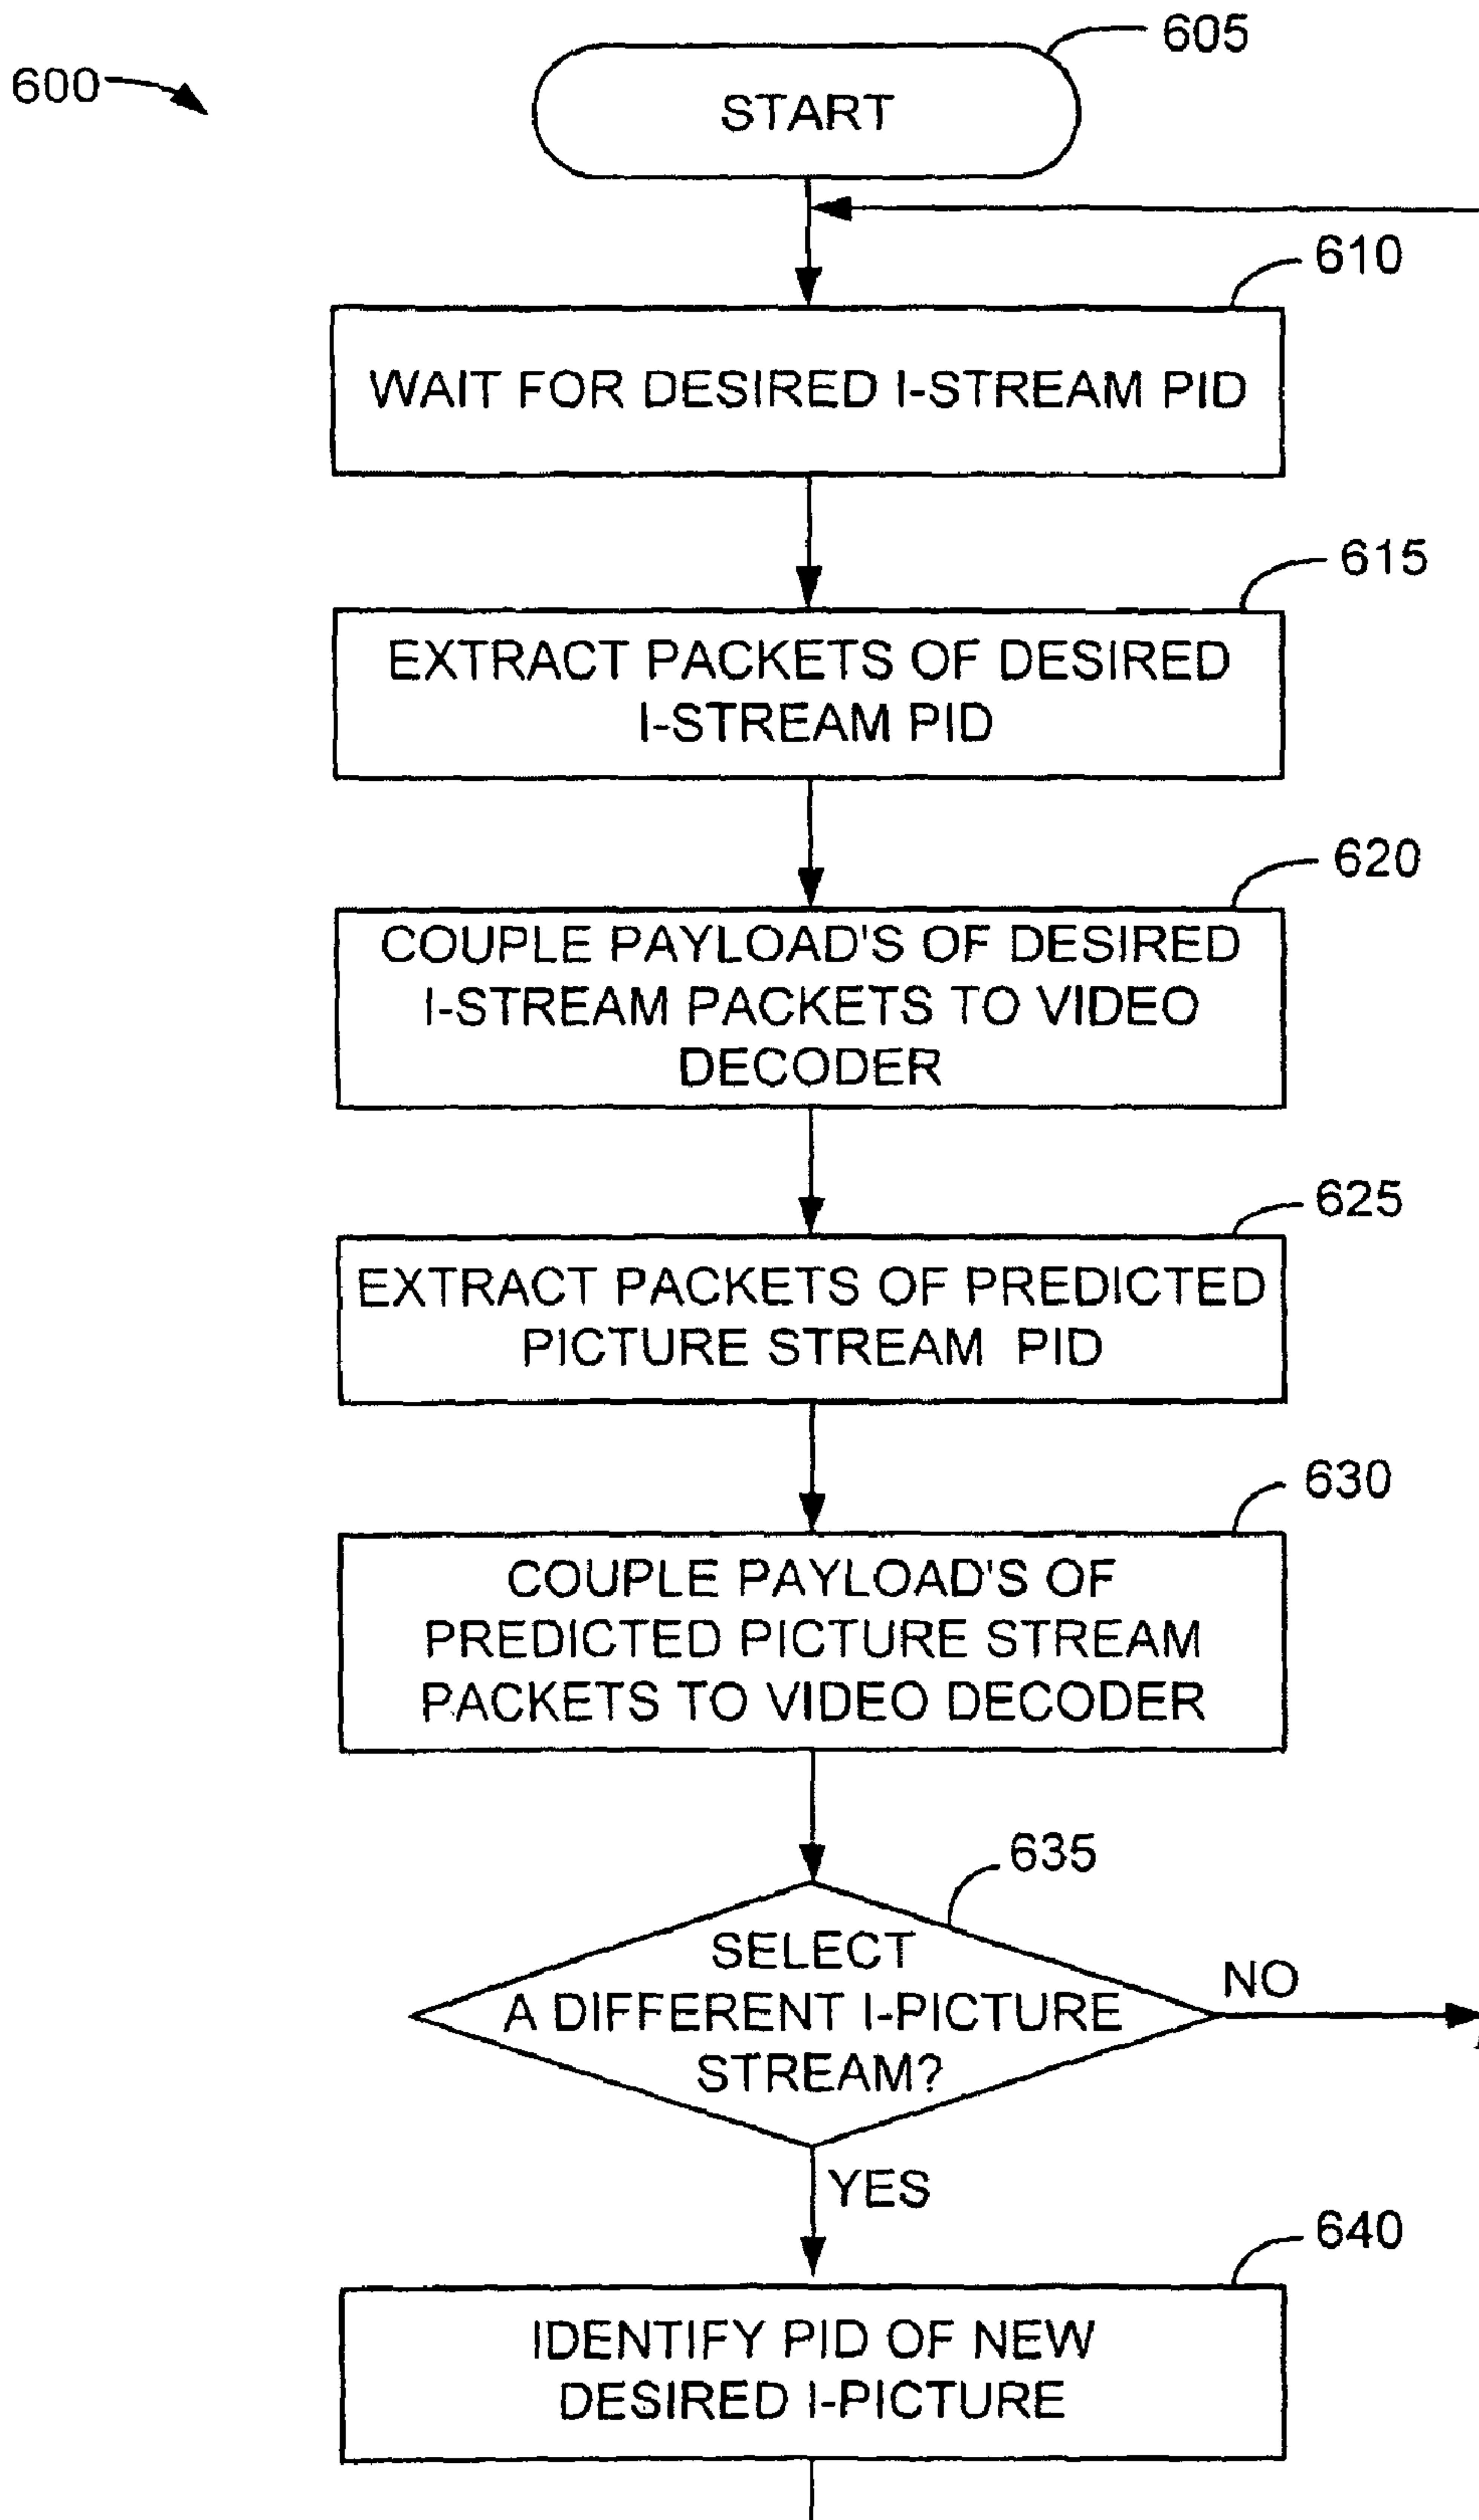 605
600
START
610
WAIT FOR DESIRED I-STREAM PID
615
EXTRACT PACKETS OF DESIRED
I-STREAM PID
620
COUPLE PAYLOAD'S OF DESIRED
I-STREAM PACKETS TO VIDEO
DECODER
625
EXTRACT PACKETS OF PREDICTED
PICTURE STREAM PID
630
COUPLE PAYLOAD'S OF
PREDICTED PICTURE STREAM
PACKETS TO VIDEO DECODER
635
SELECT
A DIFFERENT I-PICTURE
STREAM?
NO
YES
640
IDENTIFY PID OF NEW
DESIRED I-PICTURE